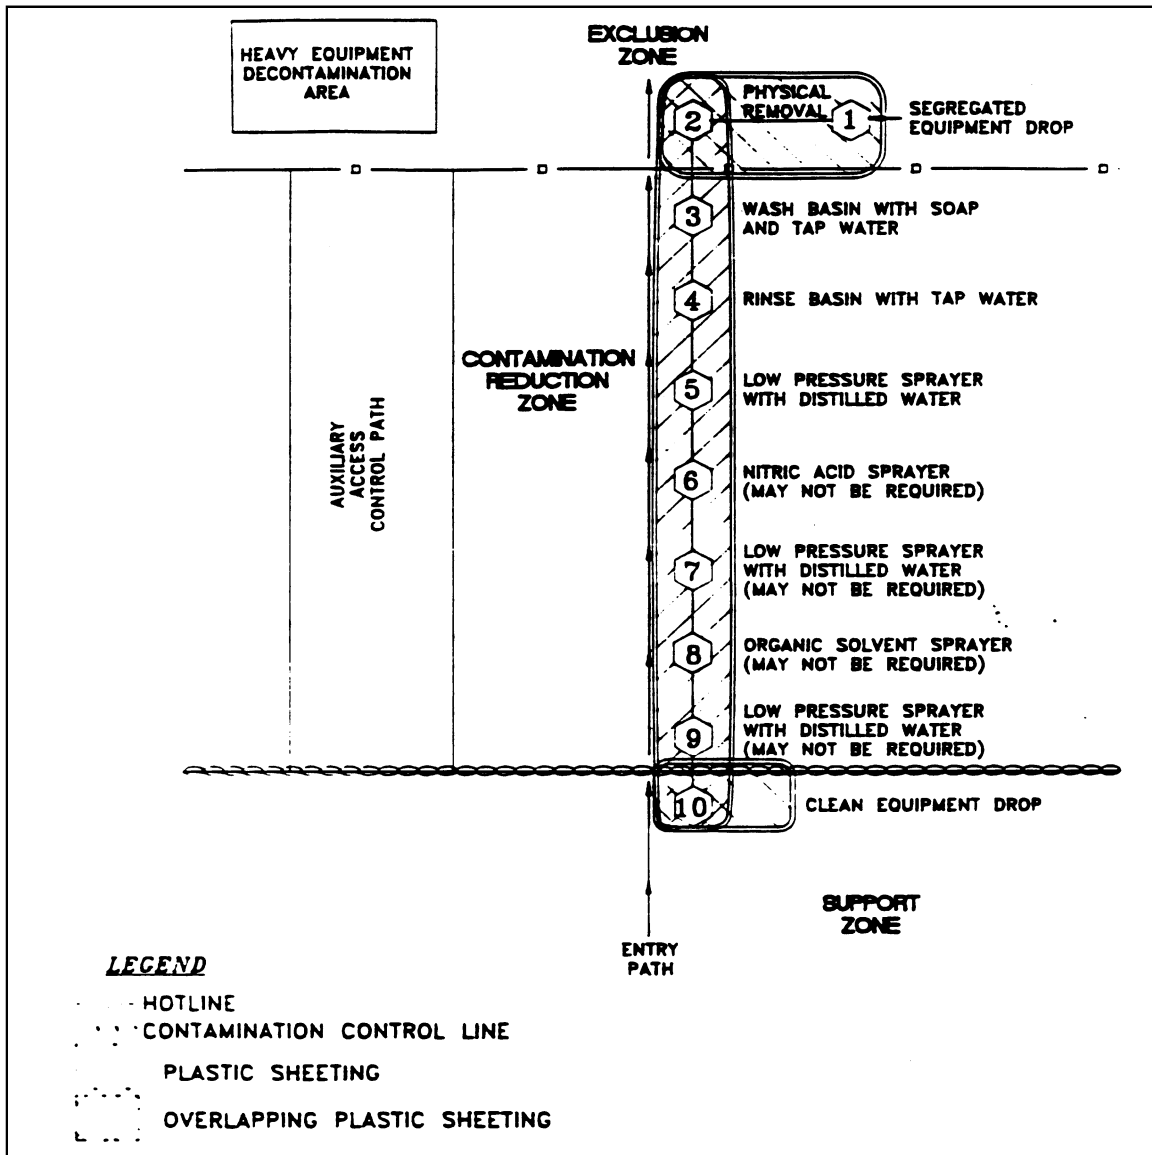 HEAVY EQUIPMENT
DECONTAMINATION
AREA
EXCLUSION
ZONE
PHYSICAL
REMOVAL
2
1
SEGREGATED
EQUIPMENT DROP
3
WASH BASIN WITH SOAP
AND TAP WATER
4
RINSE BASIN WITH TAP WATER
CONTAMINATION
REDUCTION
ZONE
5
LOW PRESSURE SPRAYER
WITH DISTILLED WATER
AUXILIARY
ACCESS
CONTROL PATH
6
NITRIC ACID SPRAYER
(MAY NOT BE REQUIRED)
7
LOW PRESSURE SPRAYER
WITH DISTILLED WATER
(MAY NOT BE REQUIRED)
8
ORGANIC SOLVENT SPRAYER
(MAY NOT BE REQUIRED)
9
LOW PRESSURE SPRAYER
WITH DISTILLED WATER
(MAY NOT BE REQUIRED)
10
CLEAN EQUIPMENT DROP
SUPPORT
ZONE
ENTRY
PATH
LEGEND
HOTLINE
CONTAMINATION CONTROL LINE
PLASTIC SHEETING
OVERLAPPING PLASTIC SHEETING